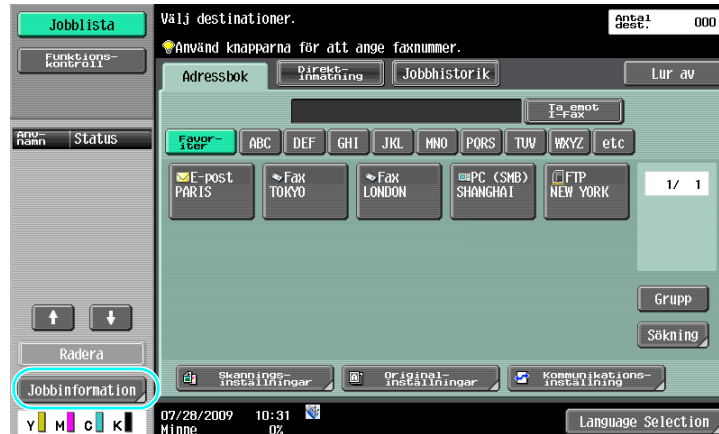 Jobblista
Funktions-
kontroll
Anv-
namn
Status
Radera
Jobbinformation
Y M C K
Välj destinationer.
Antal
dest.
000
Använd knapparna för att ange faxnummer.
Adressbok
Direkt-
inmatning
Jobbhistorik
Lur av
Ta emot
I-Fax
Favor-
iter
ABC DEF GHI JKL MNO PQRS TUV WXYZ etc
E-post
PARIS
Fax
TOKYO
Fax
LONDON
PC (SMB)
SHANGHAI
FTP
NEW YORK
1/ 1
Grupp
Sökning
Skannings-
inställningar
Original-
inställningar
Kommunikations-
inställning
07/28/2009 10:31
Minne 0%
Language Selection